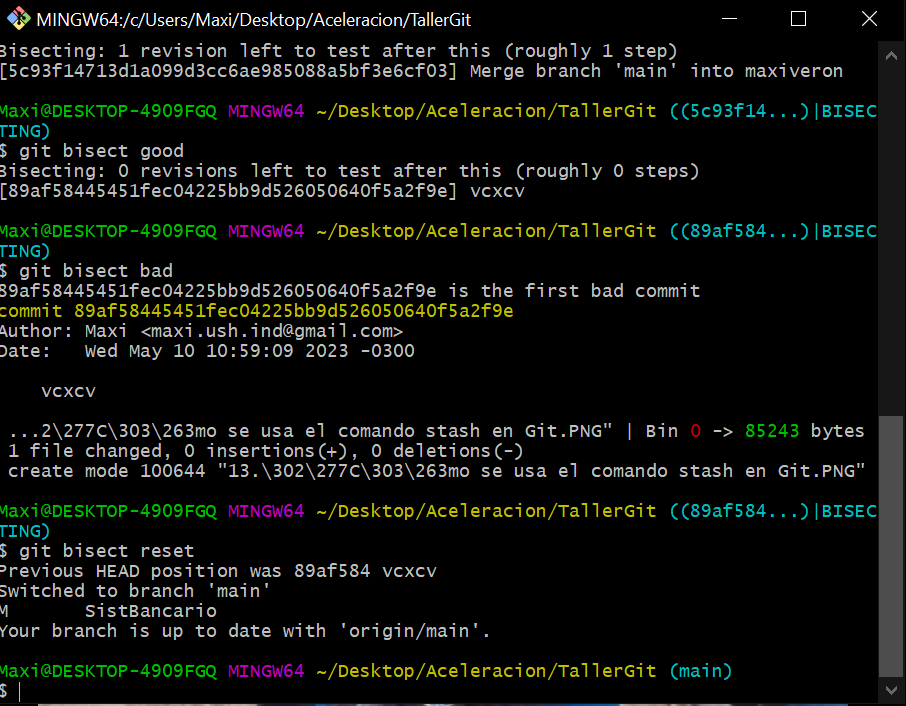 MINGW64:/c/Users/Maxi/Desktop/Aceleracion/TallerGit
Bisecting: 1 revision left to test after this (roughly 1 step)
[5c93f14713d1a099d3cc6ae985088a5bf3e6cf03] Merge branch 'main' into maxiveron
Maxi@DESKTOP-4909FGQ MINGW64 ~/Desktop/Aceleracion/TallerGit ((5c93f14...)|BISEC
TING)
$ git bisect good
Bisecting: 0 revisions left to test after this (roughly 0 steps)
[89af58445451fec04225bb9d526050640f5a2f9e] vcxcv
Maxi@DESKTOP-4909FGQ MINGW64 ~/Desktop/Aceleracion/TallerGit ((89af584...)|BISEC
TING)
$ git bisect bad
89af58445451fec04225bb9d526050640f5a2f9e is the first bad commit
commit 89af58445451fec04225bb9d526050640f5a2f9e
Author: Maxi <maxi.ush.ind@gmail.com>
Date:   Wed May 10 10:59:09 2023 -0300
vcxcv
...2\277C\303\263mo se usa el comando stash en Git.PNG" | Bin 0 -> 85243 bytes
1 file changed, 0 insertions(+), 0 deletions(-)
create mode 100644 "13.\302\277C\303\263mo se usa el comando stash en Git.PNG"
Maxi@DESKTOP-4909FGQ MINGW64 ~/Desktop/Aceleracion/TallerGit ((89af584...)|BISEC
TING)
$ git bisect reset
Previous HEAD position was 89af584 vcxcv
Switched to branch 'main'
M       SistBancario
Your branch is up to date with 'origin/main'.
Maxi@DESKTOP-4909FGQ MINGW64 ~/Desktop/Aceleracion/TallerGit (main)
$